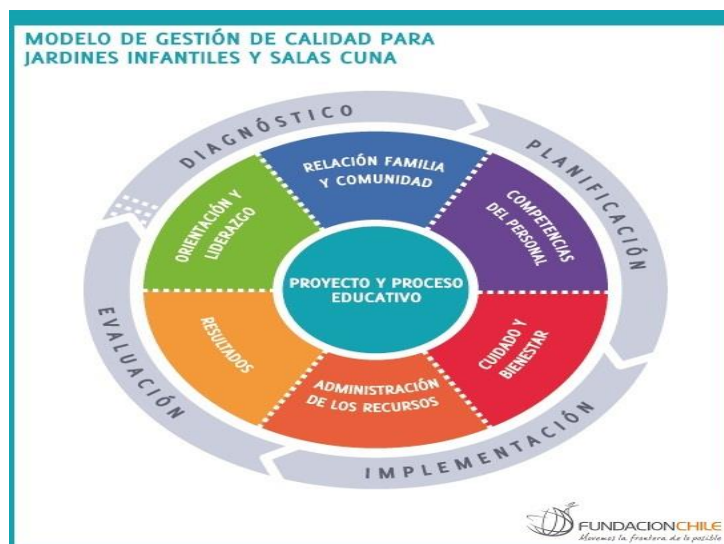 MODELO DE GESTIÓN DE CALIDAD PARA
JARDINES INFANTILES Y SALAS CUNA
DIAGNÓSTICO
PLANIFICACIÓN
IMPLEMENTACIÓN
EVALUACIÓN
RELACIÓN FAMILIA
Y COMUNIDAD
COMPETENCIAS
DEL PERSONAL
CUIDADO Y
BIENESTAR
ADMINISTRACIÓN
DE LOS RECURSOS
RESULTADOS
ORIENTACIÓN Y
LIDERAZGO
PROYECTO Y PROCESO
EDUCATIVO
FUNDACIONCHILE
Movemos la frontera de lo posible